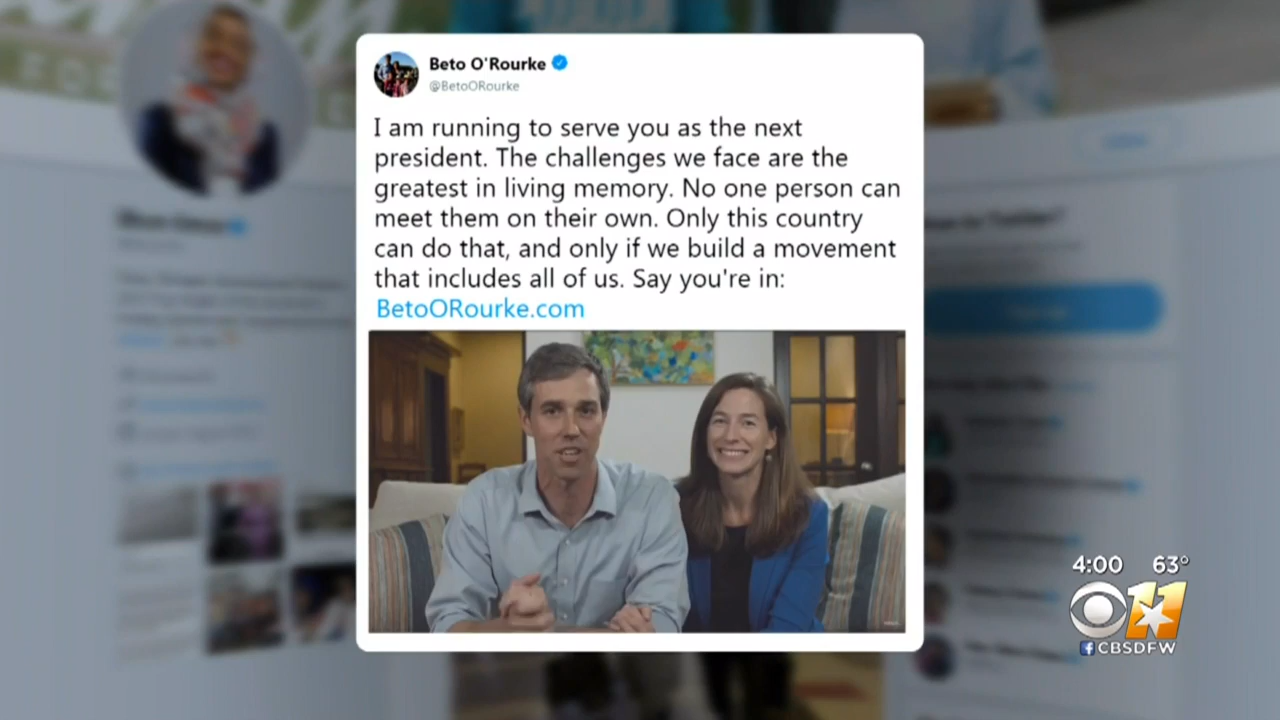 Beto O'Rourke
@BetoORourke
I am running to serve you as the next
president. The challenges we face are the
greatest in living memory. No one person can
meet them on their own. Only this country
can do that, and only if we build a movement
that includes all of us. Say you're in:
BetoORourke.com
4:00 63°
11
CBSDFW